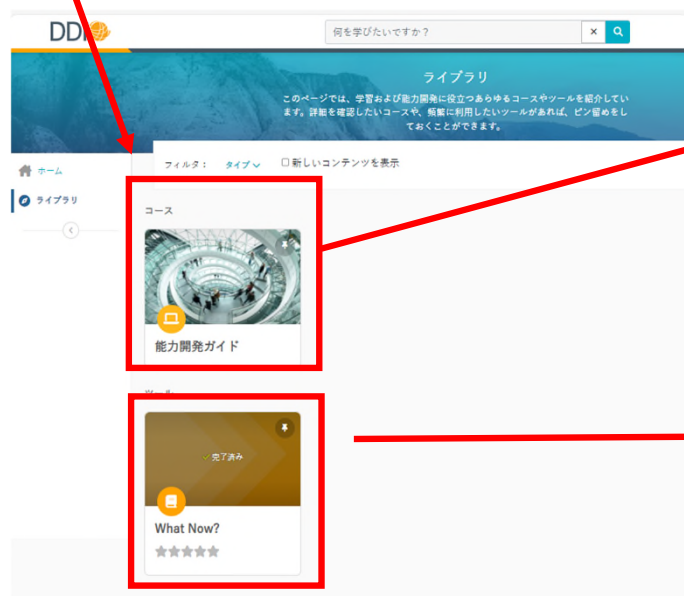 DDI
何を学びたいですか？
×
ライブラリ
このページでは、学習および能力開発に役立つあらゆるコースやツールを紹介してい
ます。詳細を確認したいコースや、頻繁に利用したいツールがあれば、ピン留めをし
ておくことができます。
ホーム
フィルタ： タイプ 新しいコンテンツを表示
ライブラリ
コース
能力開発ガイド
ツール
完了済み
What Now?